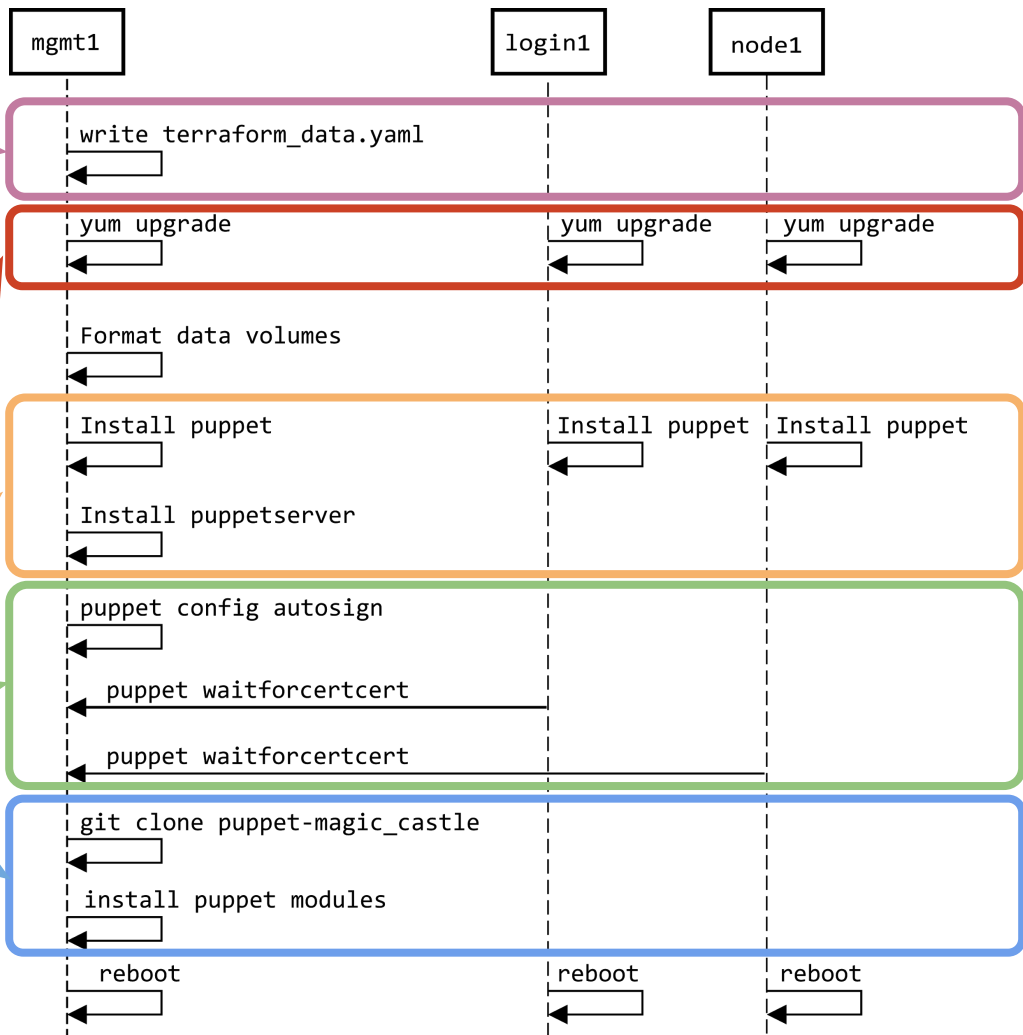 mgmt1 login1 node1
write terraform_data.yaml
yum upgrade yum upgrade yum upgrade
Format data volumes
Install puppet Install puppet Install puppet
Install puppetserver
puppet config autosign
puppet waitforcertcert
puppet waitforcertcert
git clone puppet-magic_castle
install puppet modules
reboot reboot reboot